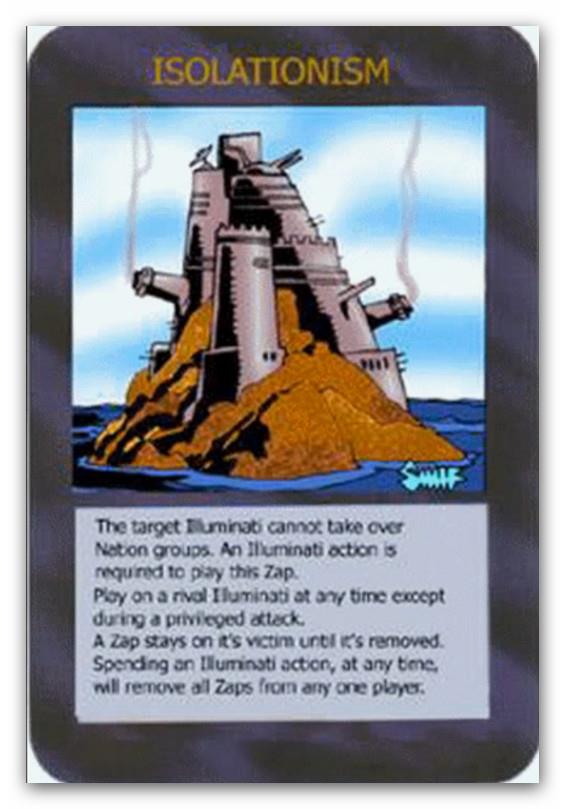 ISOLATIONISM
The target Illuminati cannot take over
Nation groups. An Illuminati action is
required to play this Zap.
Play on a rival Illuminati at any time except
during a privileged attack.
A Zap stays on it's victim until it's removed.
Spending an Illuminati action, at any time,
will remove all Zaps from any one player.